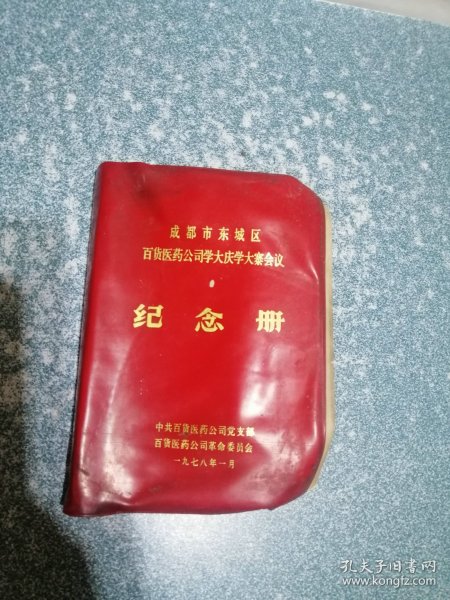 成都市东城区
百货医药公司学大庆学大寨会议
纪念册
中共百货医药公司党支部
百货医药公司革命委员会
一九七八年一月
孔夫子旧书网
www.kongfz.com